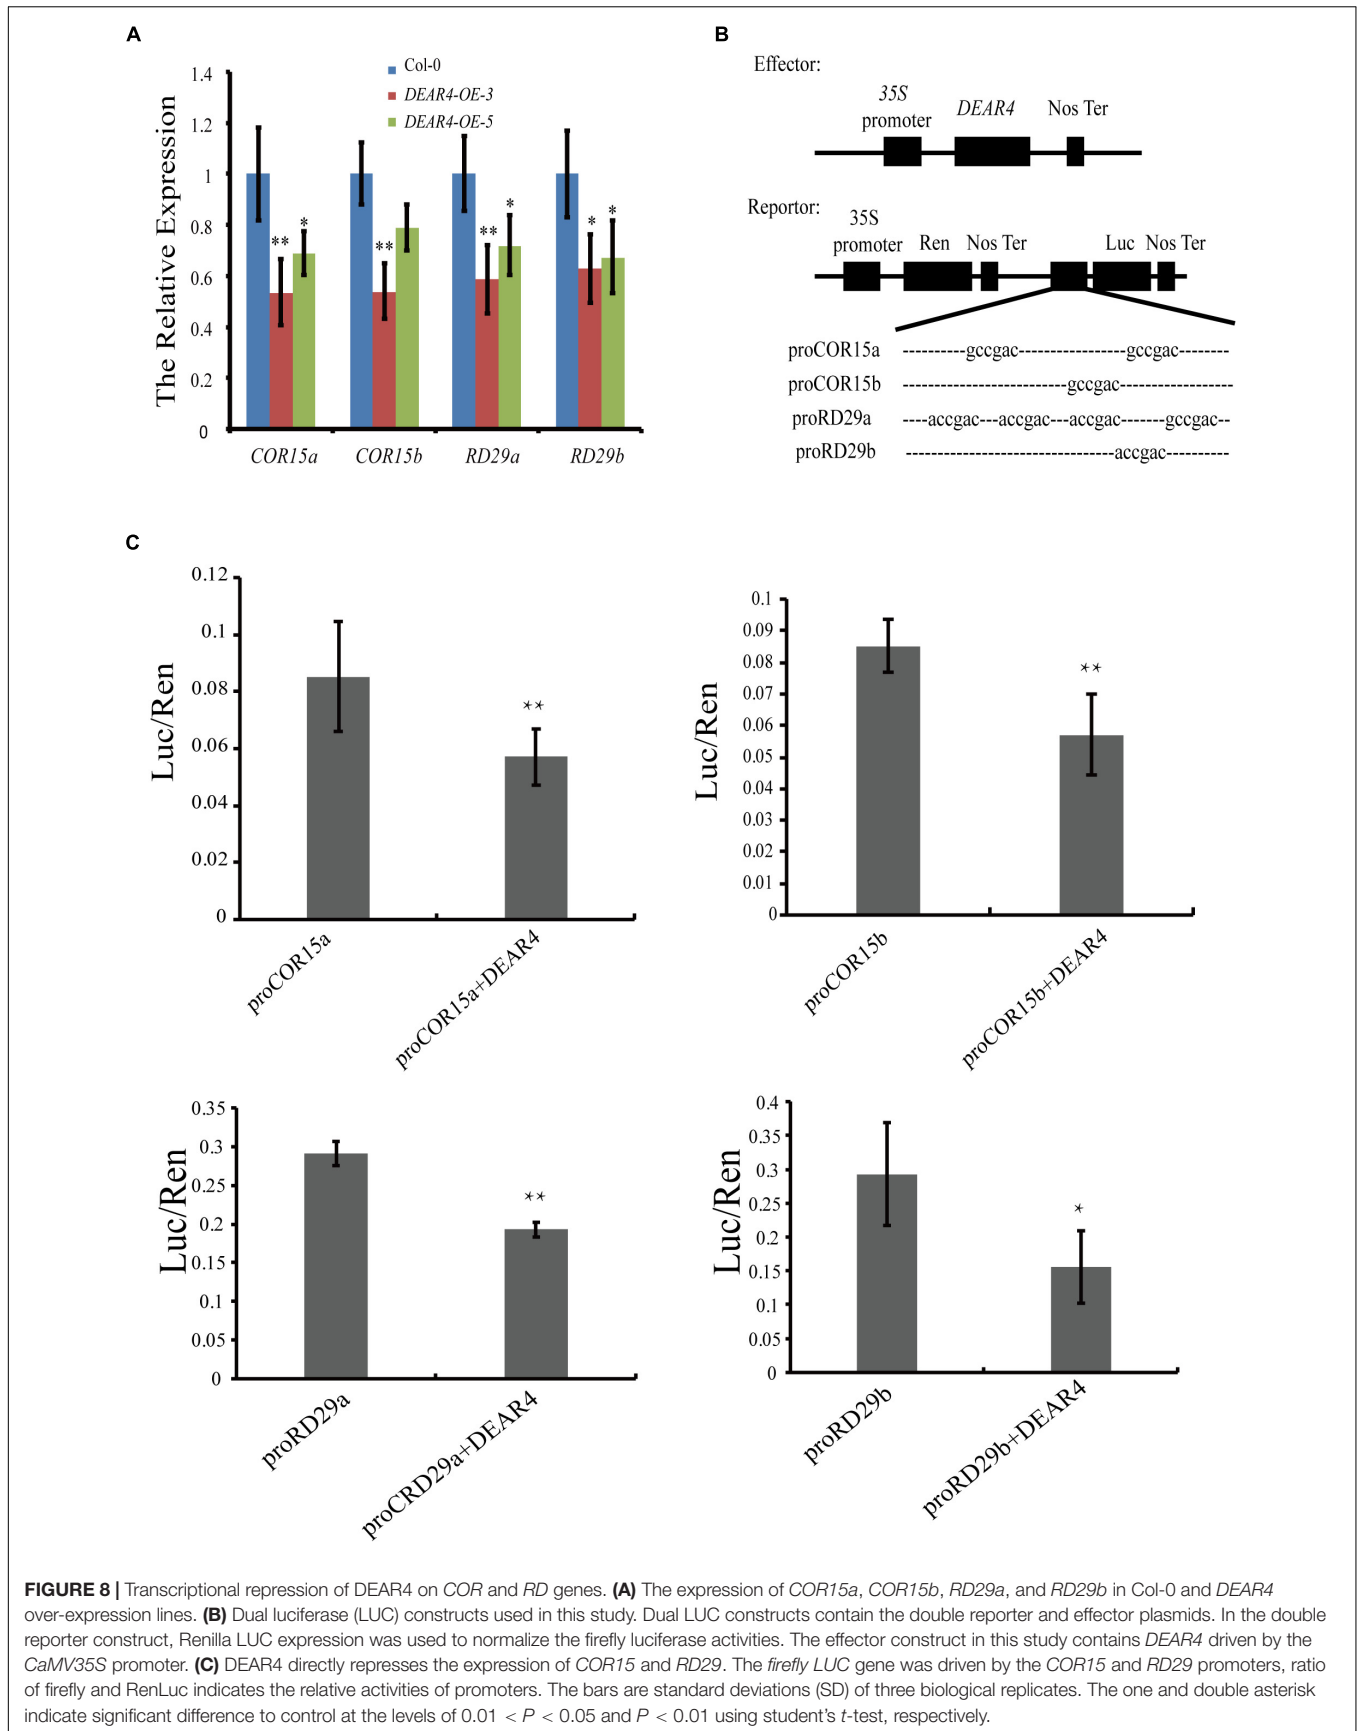 A
Col-0
DEAR4-OE-3
DEAR4-OE-5
The Relative Expression
1.4
1.2
1
0.8
0.6
0.4
0.2
0
** *
**
** *
* *
COR15a COR15b RD29a RD29b
B
Effector:
35S promoter DEAR4 Nos Ter
Reportor:
35S promoter Ren Nos Ter Luc Nos Ter
proCOR15a ----------gccgac------------------gccgac--------
proCOR15b ---------------------------gccgac-------------------
proRD29a ----accgac---accgac---accgac------gccgac--
proRD29b ----------------------------------accgac----------
C
Luc/Ren
0.12
0.1
0.08
0.06
0.04
0.02
0
**
proCOR15a
proCOR15a+DEAR4
Luc/Ren
0.1
0.09
0.08
0.07
0.06
0.05
0.04
0.03
0.02
0.01
0
**
proCOR15b
proCOR15b+DEAR4
Luc/Ren
0.35
0.3
0.25
0.2
0.15
0.1
0.05
0
**
proRD29a
proCRD29a+DEAR4
Luc/Ren
0.4
0.35
0.3
0.25
0.2
0.15
0.1
0.05
0
*
proRD29b
proRD29b+DEAR4
FIGURE 8 | Transcriptional repression of DEAR4 on COR and RD genes. (A) The expression of COR15a, COR15b, RD29a, and RD29b in Col-0 and DEAR4
over-expression lines. (B) Dual luciferase (LUC) constructs used in this study. Dual LUC constructs contain the double reporter and effector plasmids. In the double
reporter construct, Renilla LUC expression was used to normalize the firefly luciferase activities. The effector construct in this study contains DEAR4 driven by the
CaMV35S promoter. (C) DEAR4 directly represses the expression of COR15 and RD29. The firefly LUC gene was driven by the COR15 and RD29 promoters, ratio
of firefly and RenLuc indicates the relative activities of promoters. The bars are standard deviations (SD) of three biological replicates. The one and double asterisk
indicate significant difference to control at the levels of 0.01 < P < 0.05 and P < 0.01 using student's t-test, respectively.